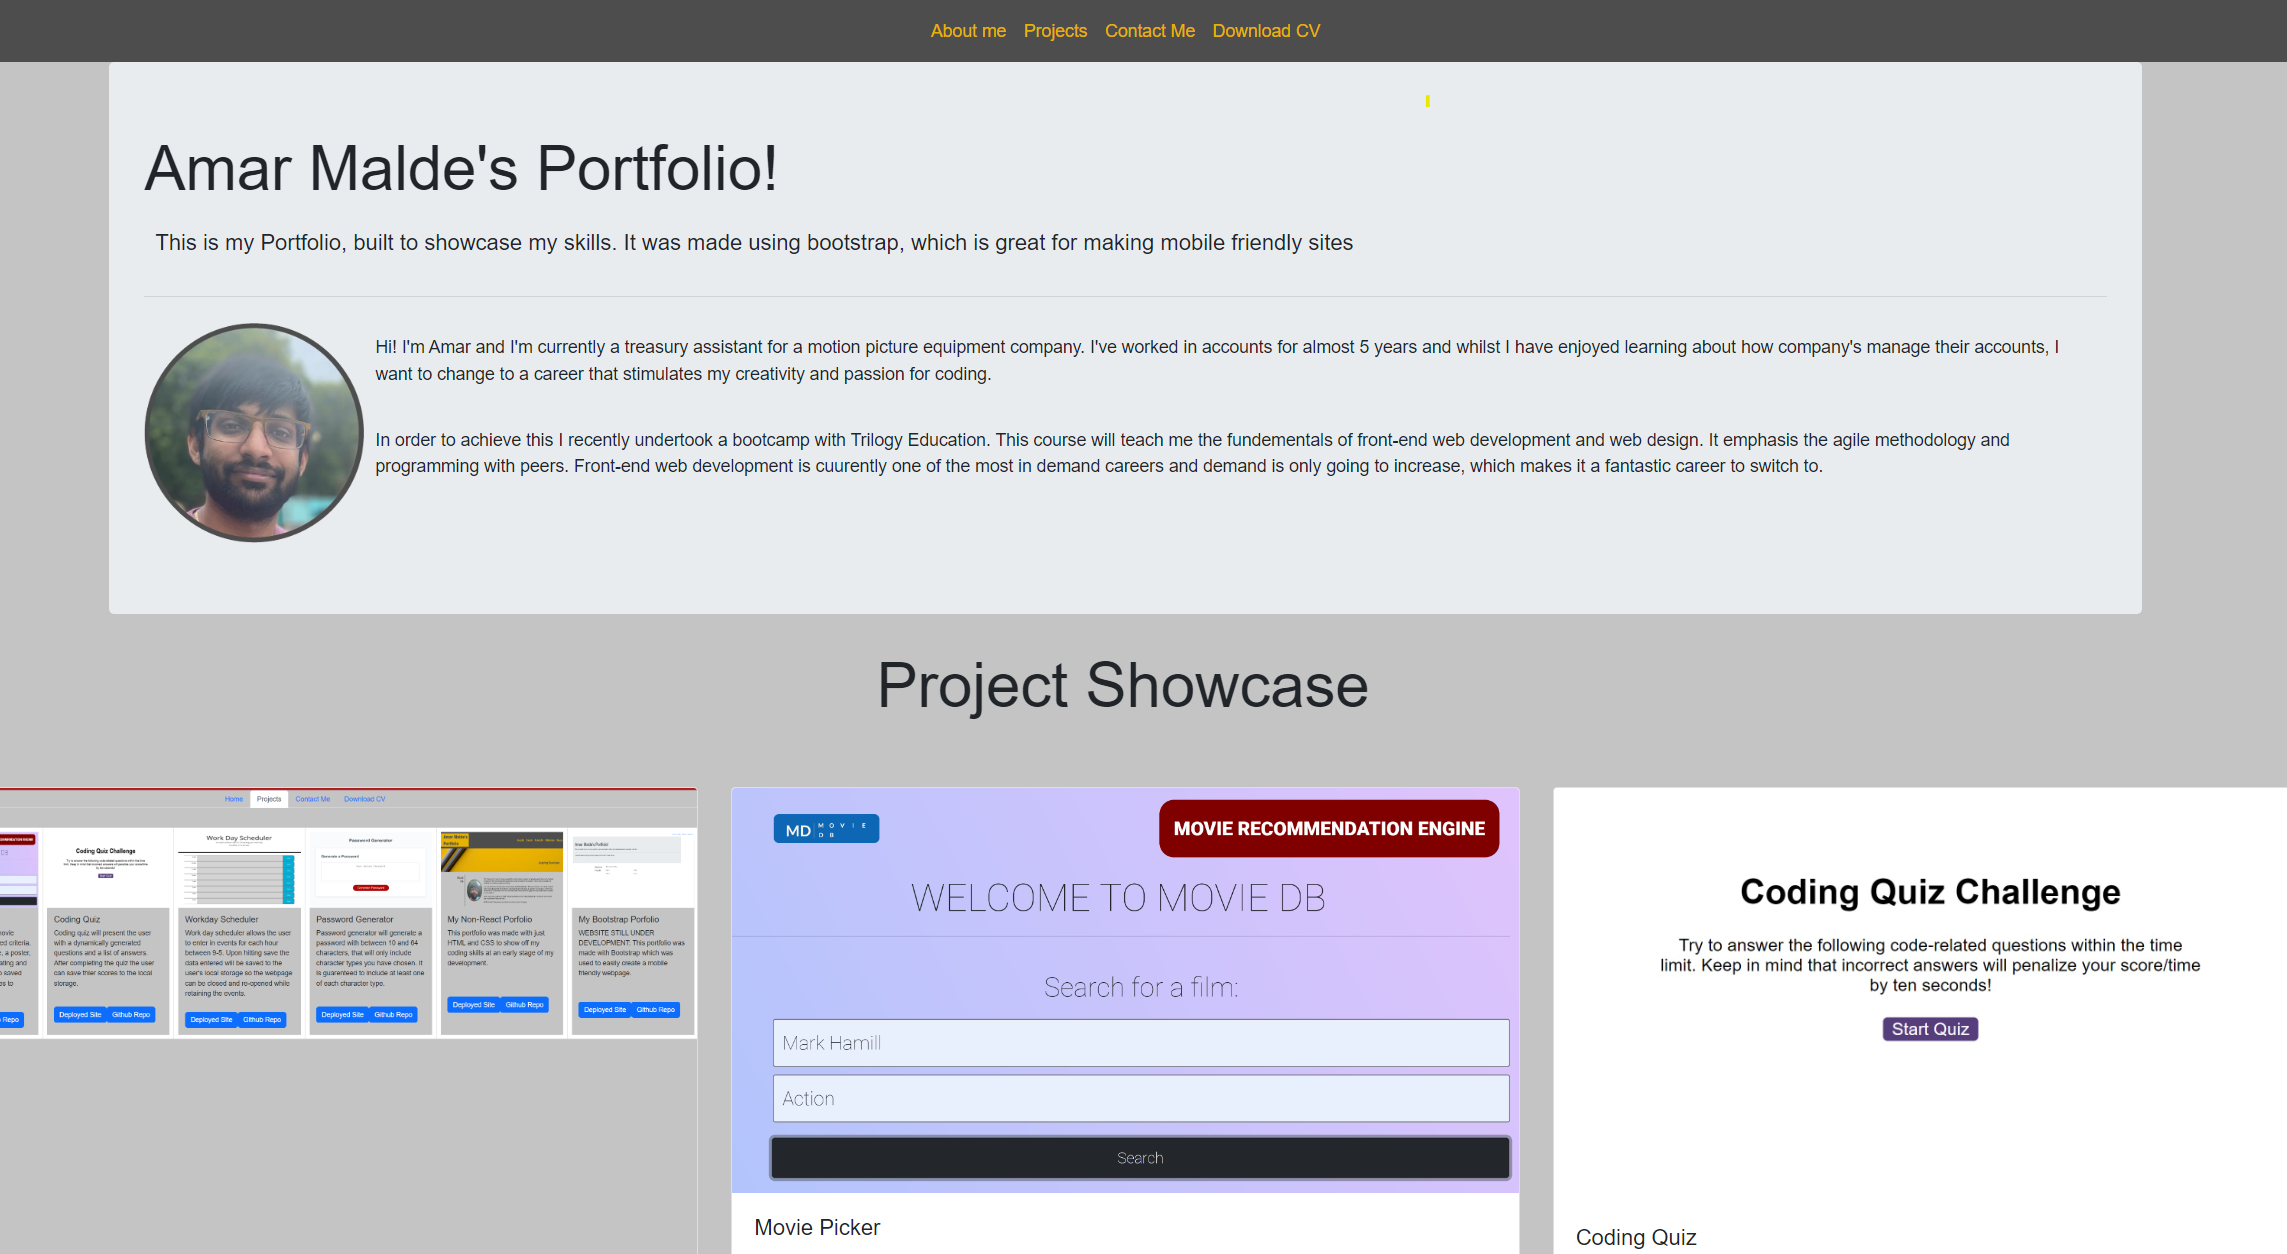 About me Projects Contact Me Download CV
Amar Malde's Portfolio!
This is my Portfolio, built to showcase my skills. It was made using bootstrap, which is great for making mobile friendly sites
Hi! I'm Amar and I'm currently a treasury assistant for a motion picture equipment company. I've worked in accounts for almost 5 years and whilst I have enjoyed learning about how company's manage their accounts, I
want to change to a career that stimulates my creativity and passion for coding.
In order to achieve this I recently undertook a bootcamp with Trilogy Education. This course will teach me the fundementals of front-end web development and web design. It emphasis the agile methodology and
programming with peers. Front-end web development is cuurently one of the most in demand careers and demand is only going to increase, which makes it a fantastic career to switch to.
Project Showcase
Home Projects Contact Me Download CV
Coding Quiz Challenge
Start Quiz
Coding Quiz
Coding quiz will present the user
with a dynamically generated
questions and a list of answers.
After completing the quiz the user
can save thier scores to the local
storage.
Deployed Site Github Repo
Work Day Scheduler
Workday Scheduler
Work day scheduler allows the user
to enter in events for each hour
between 9-5. Upon hitting save the
data entered will be saved to the
user's local storage so the webpage
can be closed and re-opened while
retaining the events.
Deployed Site Github Repo
Password Generator
Generate a Password
Password Generator
Password generator will generate a
password with between 10 and 64
characters, that will only include
character types you have chosen. It
is guarenteed to include at least one
of each character type.
Deployed Site Github Repo
Amar Malde's
Portfolio
My Non-React Porfolio
This portfolio was made with just
HTML and CSS to show off my
coding skills at an early stage of my
development.
Deployed Site Github Repo
Amar Malde's Portfolio!
My Bootstrap Porfolio
WEBSITE STILL UNDER
DEVELOPMENT: This portfolio was
made with Bootstrap which was
used to easily create a mobile
friendly webpage.
Deployed Site Github Repo
MD MOVIE
DB
MOVIE RECOMMENDATION ENGINE
WELCOME TO MOVIE DB
Search for a film:
Mark Hamill
Action
Search
Movie Picker
Coding Quiz Challenge
Try to answer the following code-related questions within the time
limit. Keep in mind that incorrect answers will penalize your score/time
by ten seconds!
Start Quiz
Coding Quiz